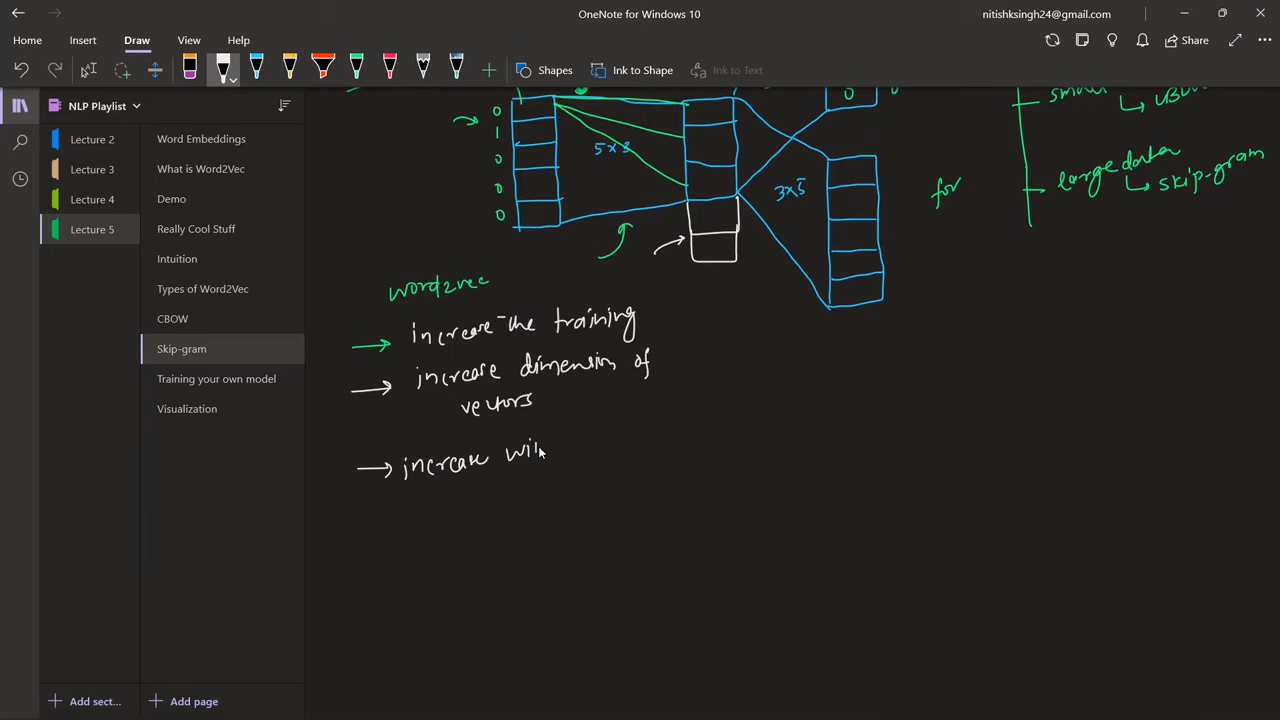 OneNote for Windows 10
nitishksingh24@gmail.com
Home
Insert
Draw
View
Help
Share
Shapes
Ink to Shape
Ink to Text
NLP Playlist
Lecture 2
Lecture 3
Lecture 4
Lecture 5
Add sect...
Word Embeddings
What is Word2Vec
Demo
Really Cool Stuff
Intuition
Types of Word2Vec
CBOW
Skip-gram
Training your own model
Visualization
Add page
0
1
0
0
0
5×3
3×5
0
for
large data
skip-gram
word2vec
increase the training
increase dimension of
vectors
increase wi